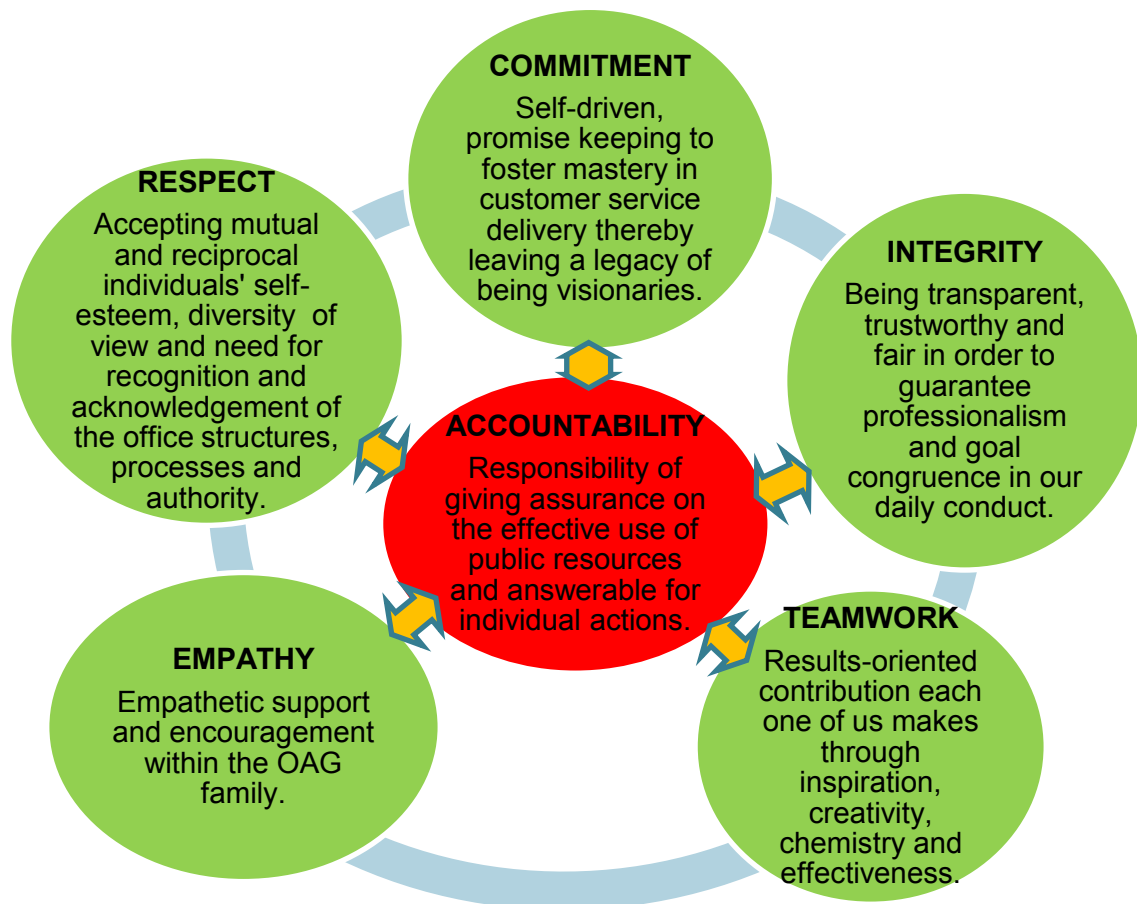 COMMITMENT
Self-driven,
promise keeping to
foster mastery in
customer service
delivery thereby
leaving a legacy of
being visionaries.
RESPECT
Accepting mutual
and reciprocal
individuals' self-
esteem, diversity of
view and need for
recognition and
acknowledgement of
the office structures,
processes and
authority.
INTEGRITY
Being transparent,
trustworthy and
fair in order to
guarantee
professionalism
and goal
congruence in our
daily conduct.
ACCOUNTABILITY
Responsibility of
giving assurance on
the effective use of
public resources
and answerable for
individual actions.
EMPATHY
Empathetic support
and encouragement
within the OAG
family.
TEAMWORK
Results-oriented
contribution each
one of us makes
through
inspiration,
creativity,
chemistry and
effectiveness.